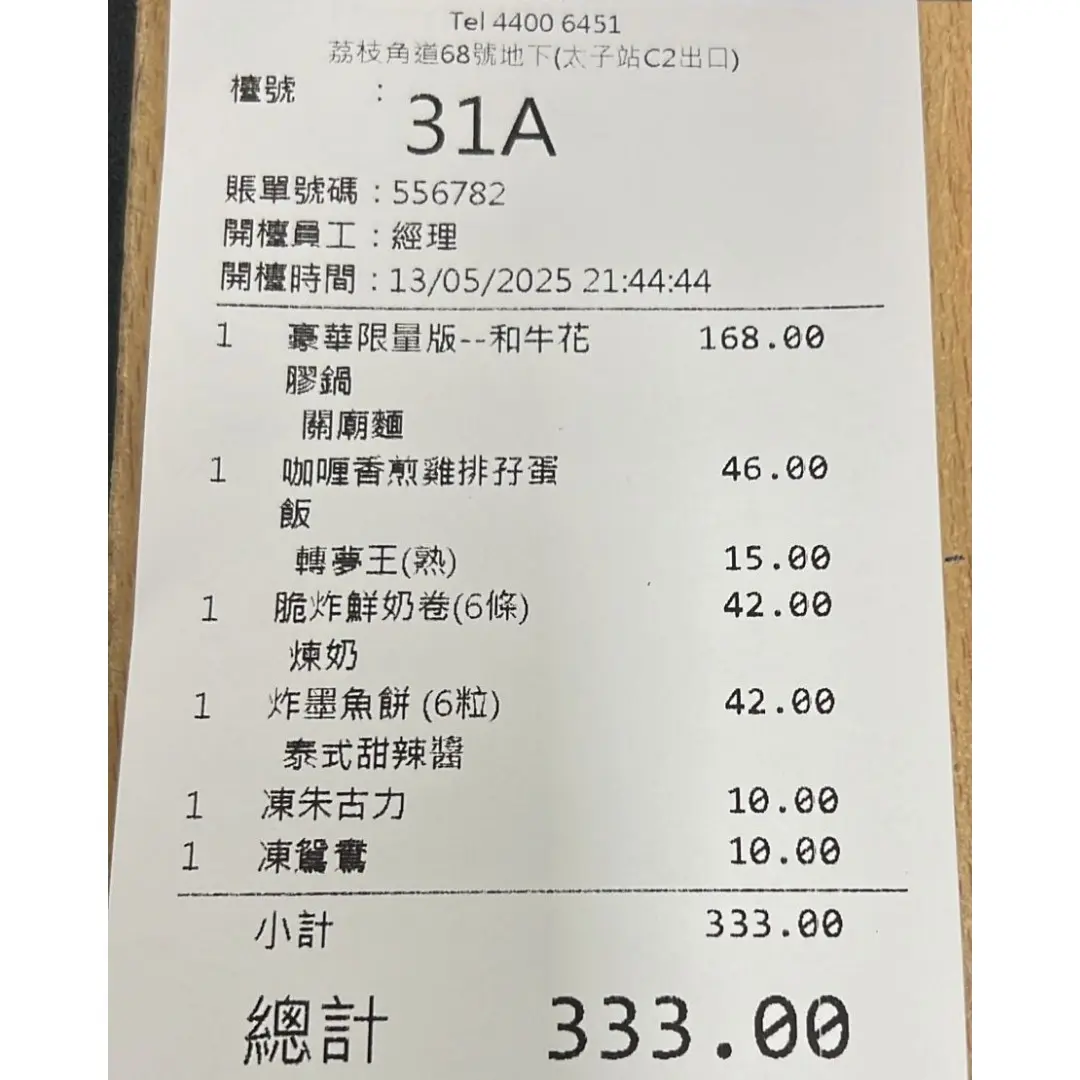 Tel 4400 6451
荔枝角道68號地下(太子站C2出口)
檯號 : 31A
賬單號碼 : 556782
開檯員工 : 經理
開檯時間 : 13/05/2025 21:44:44
1 豪華限量版--和牛花 168.00
膠鍋
關廟麵
1 咖喱香煎雞排孖蛋 46.00
飯
轉夢王(熟) 15.00
1 脆炸鮮奶卷(6條) 42.00
煉奶
1 炸墨魚餅 (6粒) 42.00
泰式甜辣醬
1 凍朱古力 10.00
1 凍鴛鴦 10.00
小計 333.00
總計 333.00